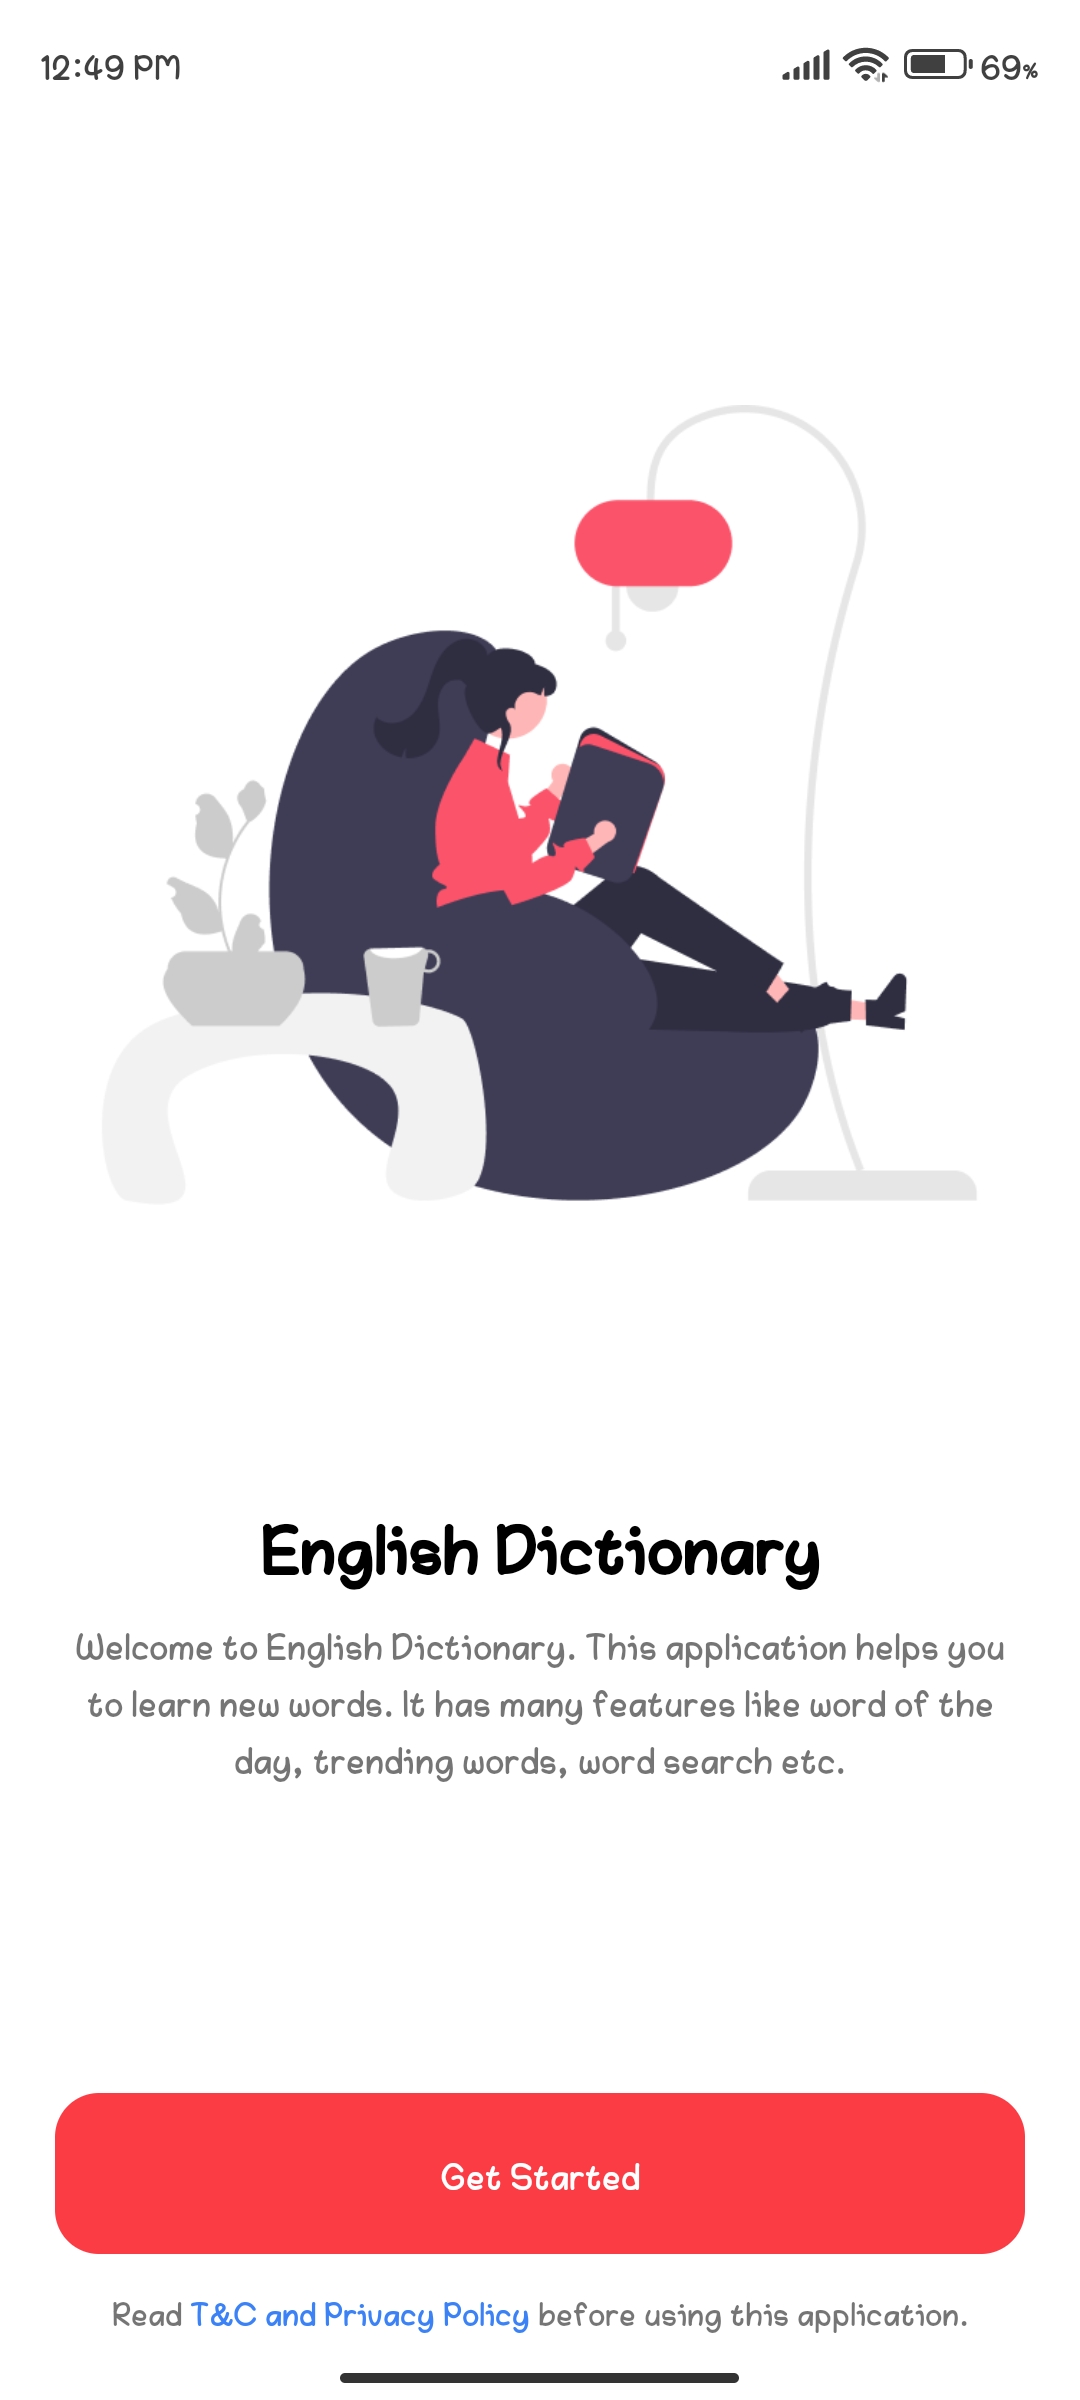 12:49 PM 69%
English Dictionary
Welcome to English Dictionary. This application helps you
to learn new words. It has many features like word of the
day, trending words, word search etc.
Get Started
Read T&C and Privacy Policy before using this application.